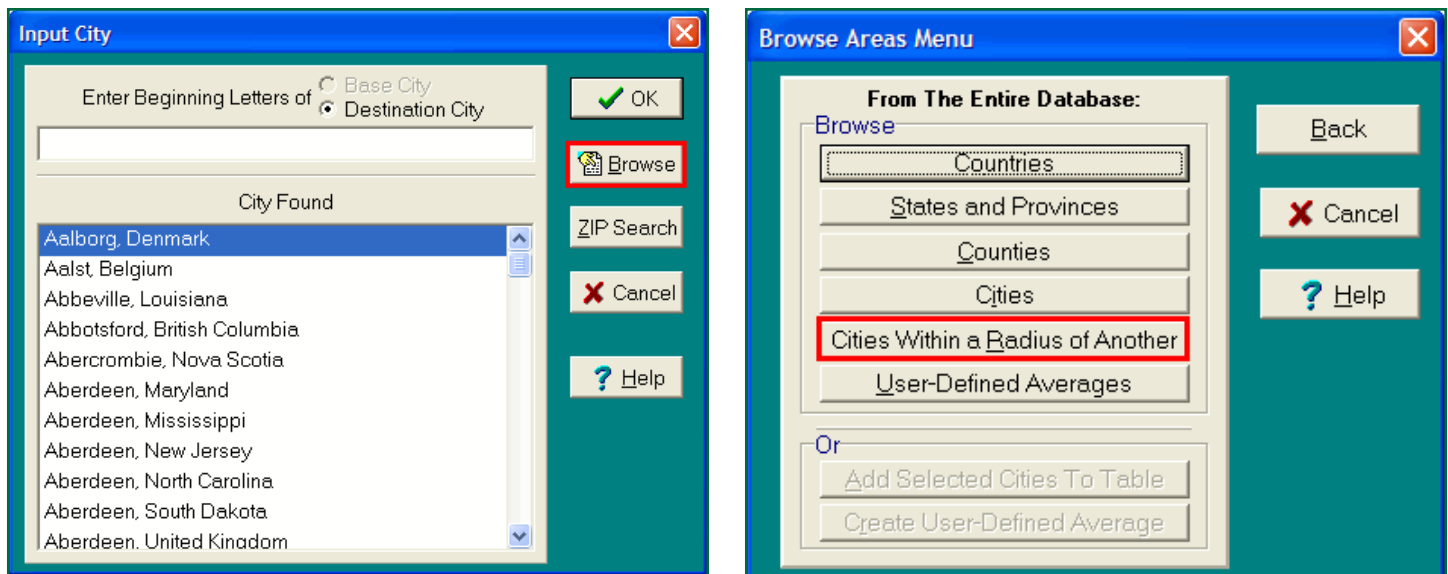 Input City
Enter Beginning Letters of
Base City
Destination City
OK
Browse
ZIP Search
Cancel
Help
City Found
Aalborg, Denmark
Aalst, Belgium
Abbeville, Louisiana
Abbotsford, British Columbia
Abercrombie, Nova Scotia
Aberdeen, Maryland
Aberdeen, Mississippi
Aberdeen, New Jersey
Aberdeen, North Carolina
Aberdeen, South Dakota
Aberdeen, United Kingdom
Browse Areas Menu
From The Entire Database:
Browse
Countries
States and Provinces
Counties
Cities
Cities Within a Radius of Another
User-Defined Averages
Or
Add Selected Cities To Table
Create User-Defined Average
Back
Cancel
Help